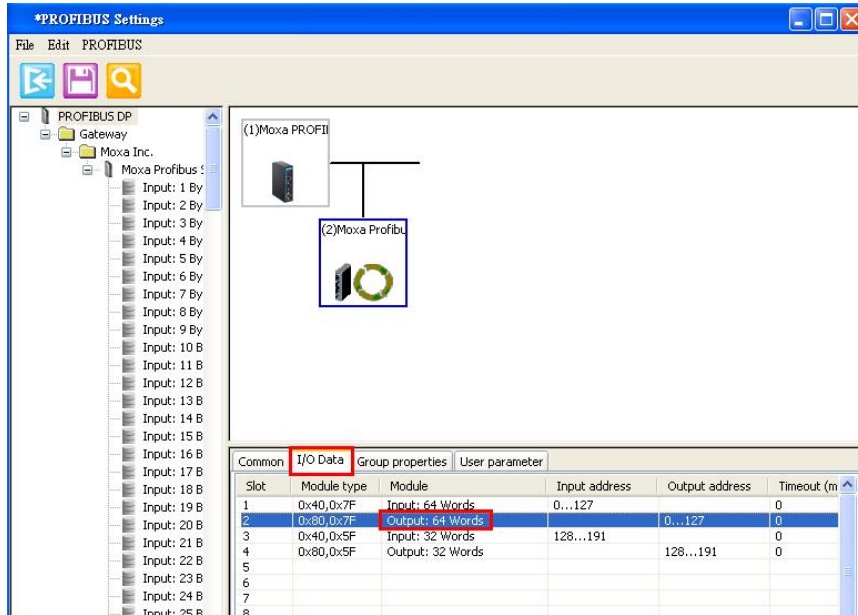 *PROFIBUS Settings
File Edit PROFIBUS
PROFIBUS DP
Gateway
Moxa Inc.
Moxa Profibus
Input: 1 By
Input: 2 By
Input: 3 By
Input: 4 By
Input: 5 By
Input: 6 By
Input: 7 By
Input: 8 By
Input: 9 By
Input: 10 B
Input: 11 B
Input: 12 B
Input: 13 B
Input: 14 B
Input: 15 B
Input: 16 B
Input: 17 B
Input: 18 B
Input: 19 B
Input: 20 B
Input: 21 B
Input: 22 B
Input: 23 B
Input: 24 B
Input: 25 B
(1)Moxa PROFI
(2)Moxa Profibu
Common I/O Data Group properties User parameter
Slot Module type Module Input address Output address Timeout (m
1 0x40,0x7F Input: 64 Words 0...127 0
2 0x80,0x7F Output: 64 Words 0...127 0
3 0x40,0x5F Input: 32 Words 128...191 0
4 0x80,0x5F Output: 32 Words 128...191 0
5
6
7
8